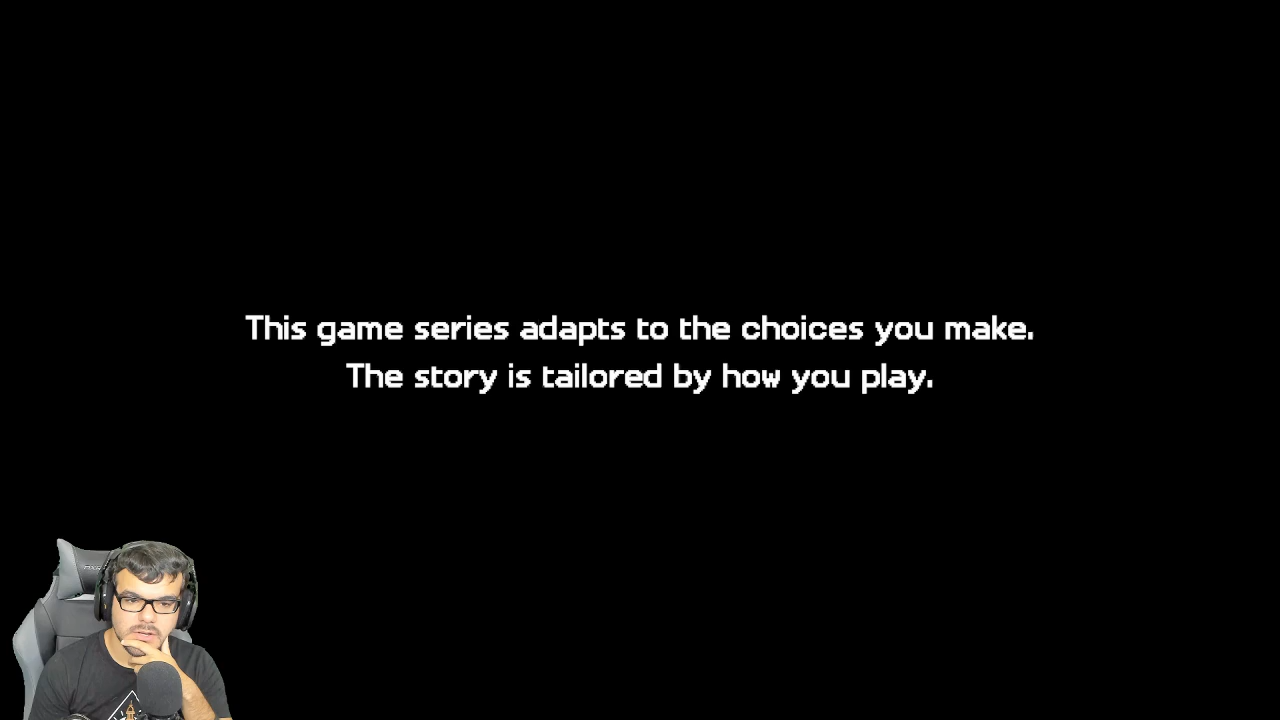 This game series adapts to the choices you make.
The story is tailored by how you play.